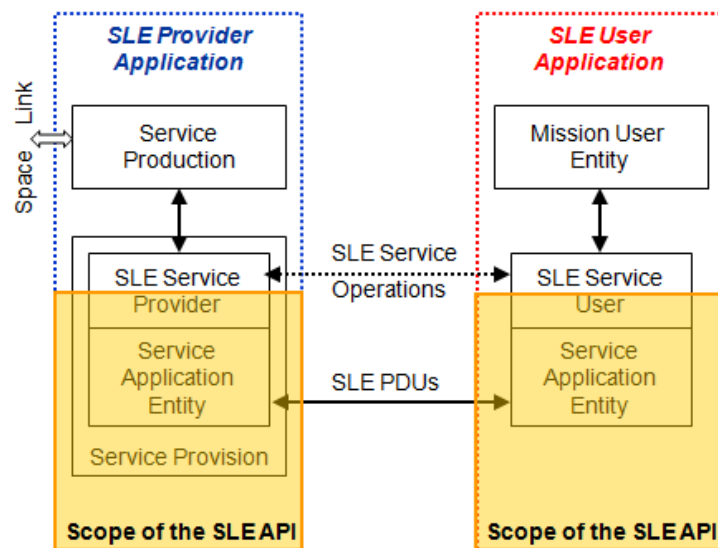 SLE Provider
Application
SLE User
Application
Space Link
Service
Production
Mission User
Entity
SLE Service
Provider
SLE Service
Operations
SLE Service
User
Service
Application
Entity
SLE PDUs
Service
Application
Entity
Service Provision
Scope of the SLE API
Scope of the SLE API